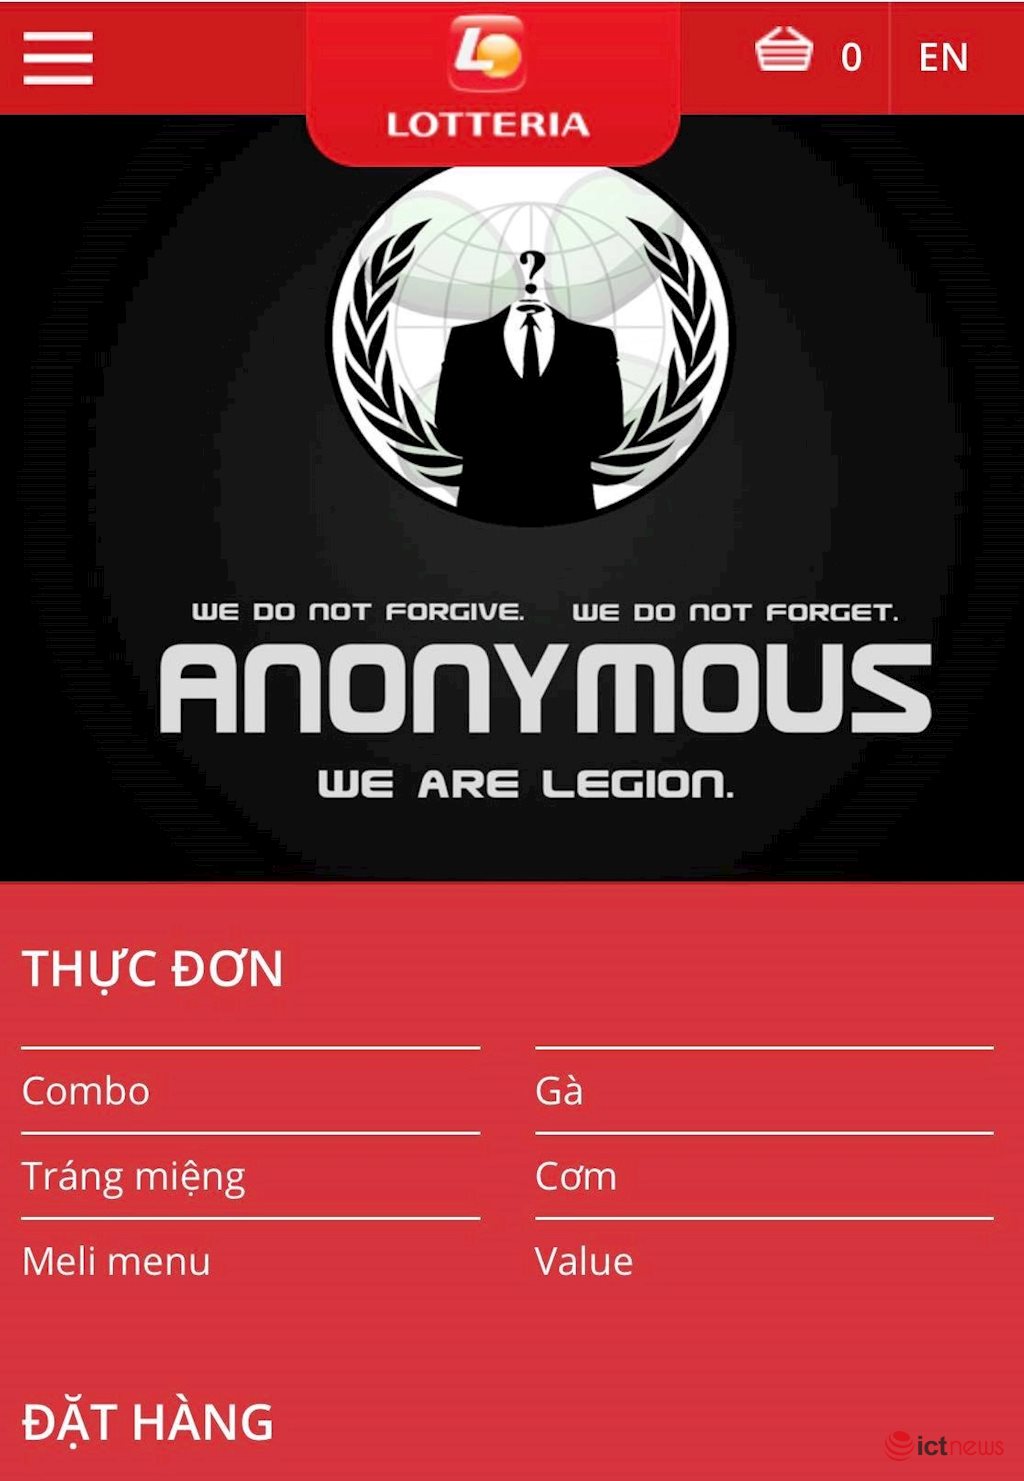 0
EN
L
LOTTERIA
?
WE DO NOT FORGIVE. WE DO NOT FORGET.
ANONYMOUS
WE ARE LEGION.
THỰC ĐƠN
Combo
Gà
Tráng miệng
Cơm
Meli menu
Value
ĐẶT HÀNG
ictnews